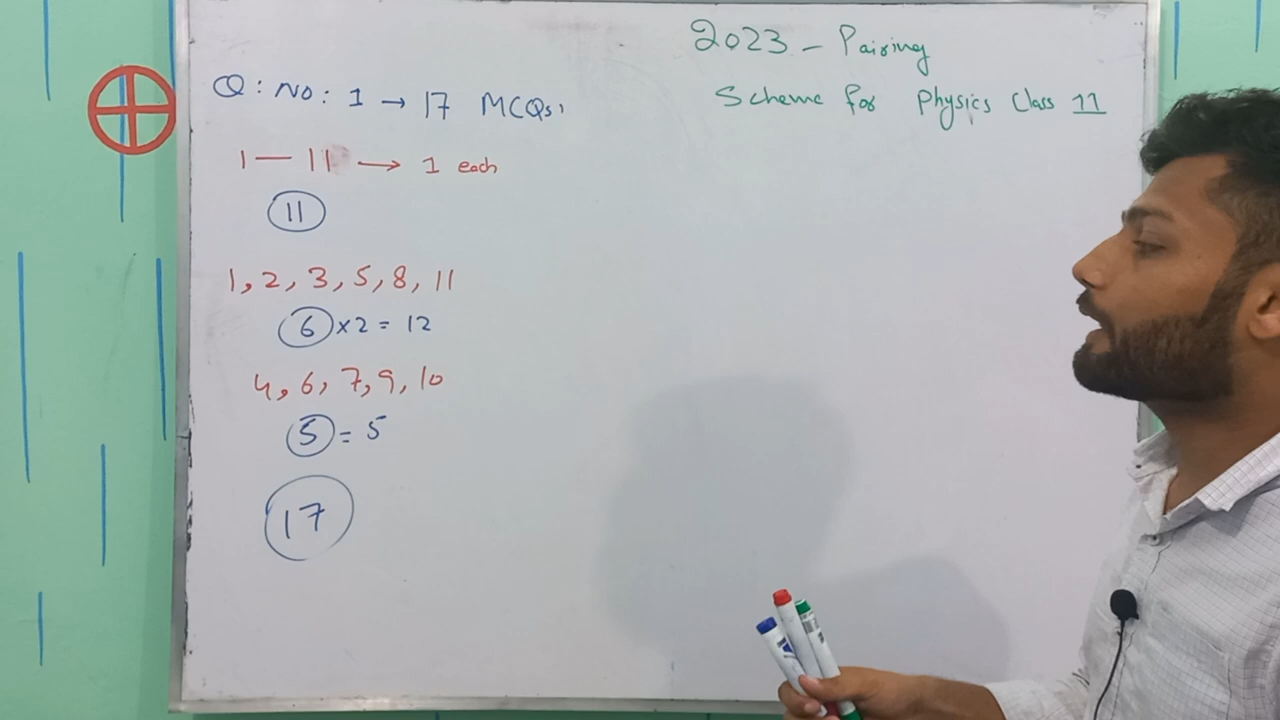 2023 - Pairing
Scheme for Physics Class 11
Q: No: 1 → 17 MCQs,
1 — 11 → 1 each
11
1, 2, 3, 5, 8, 11
6 × 2 = 12
4, 6, 7, 9, 10
5 = 5
17